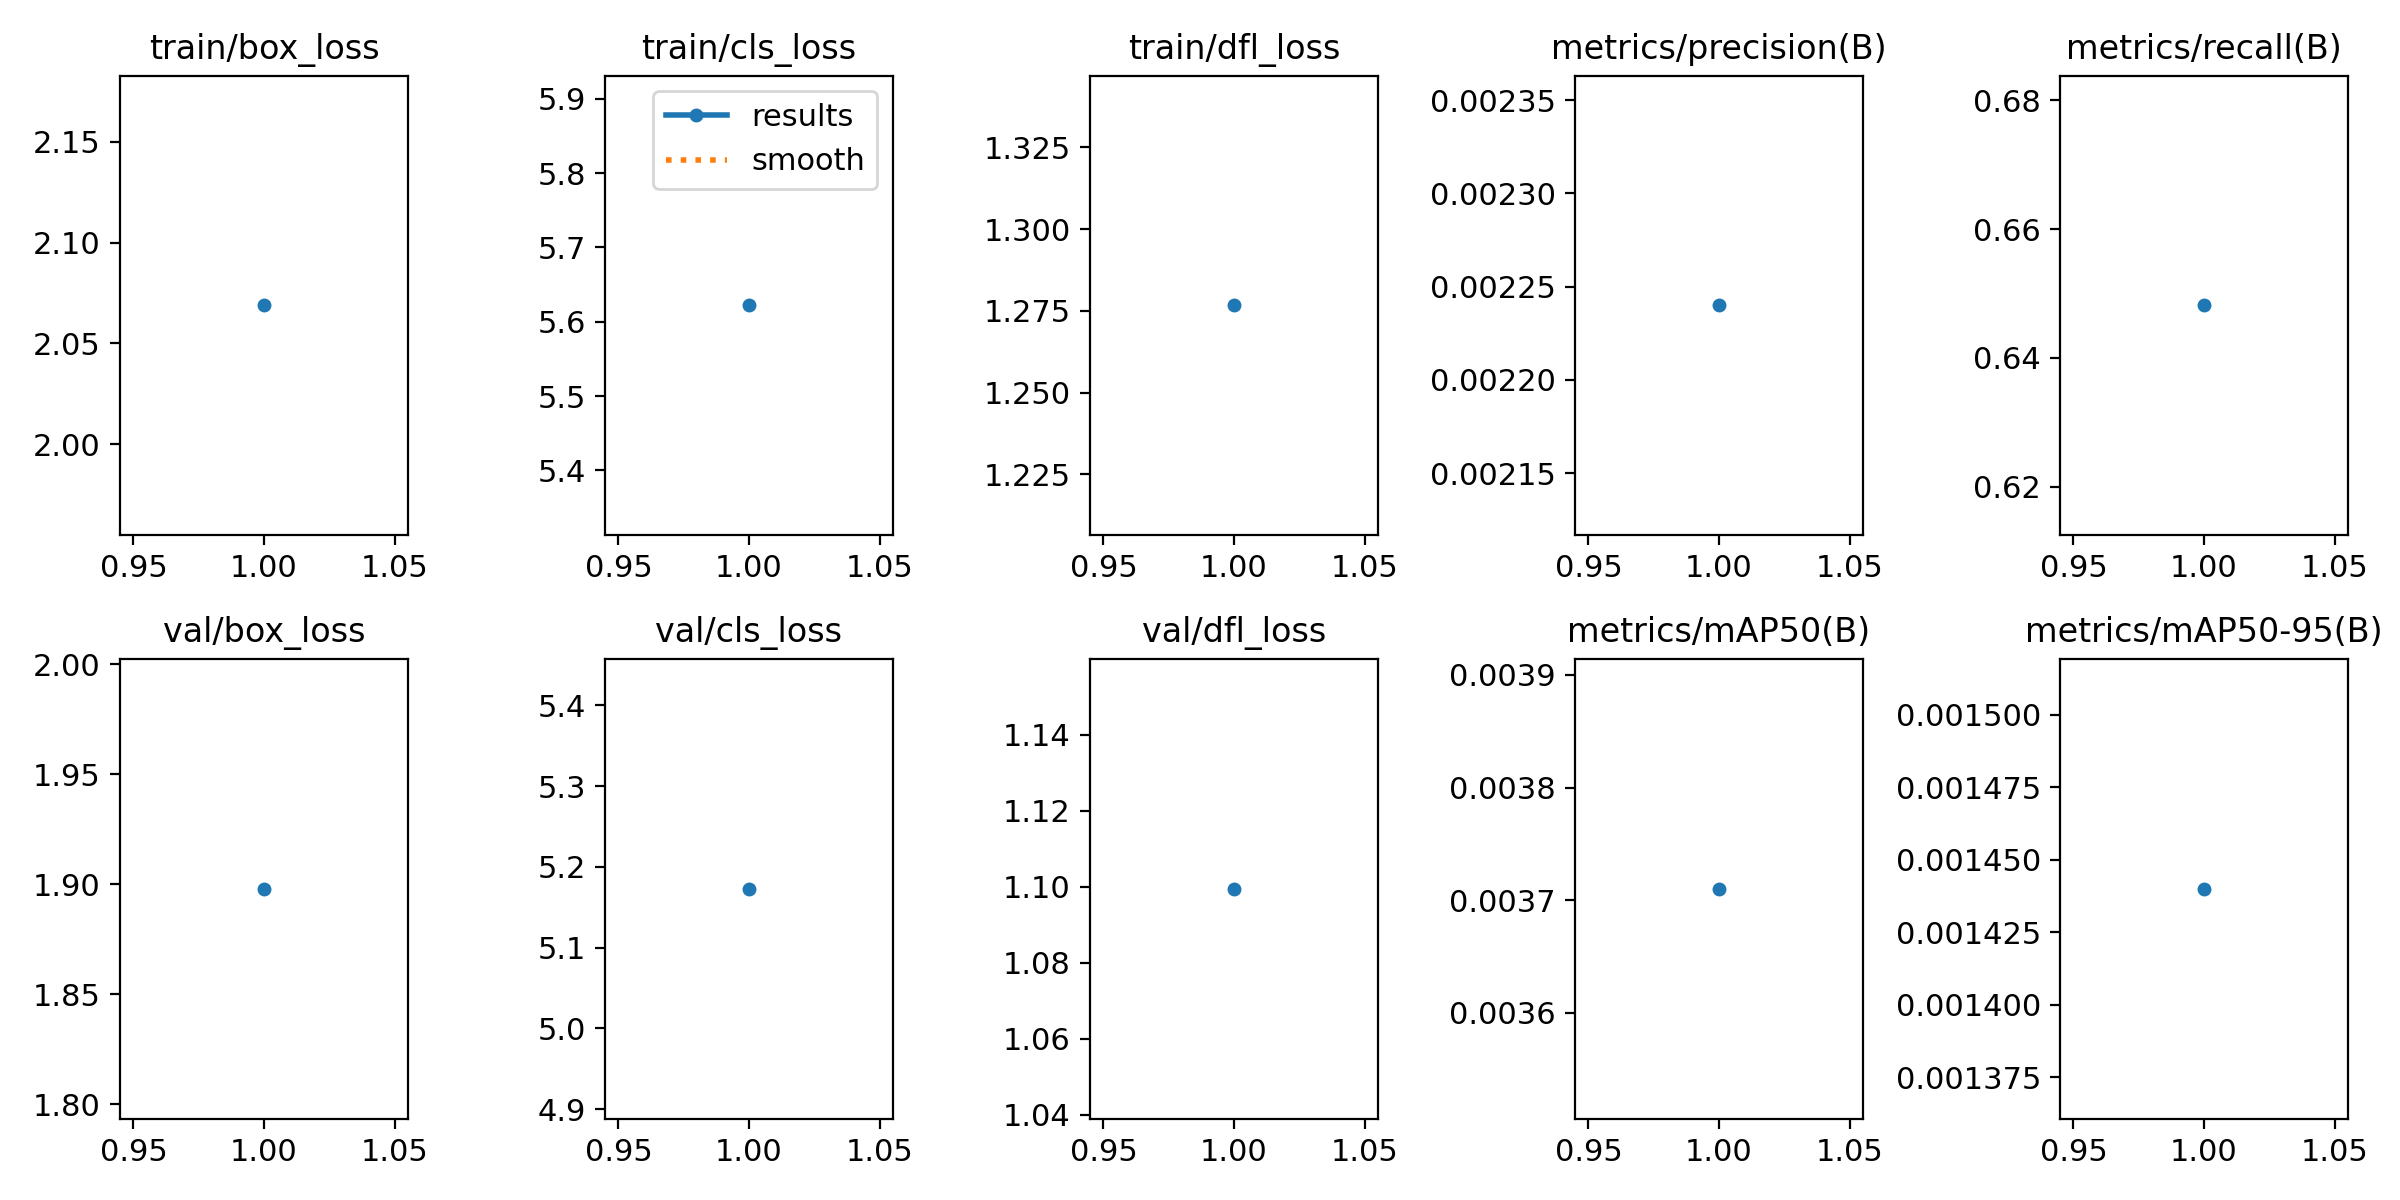 train/box_loss
2.15
2.10
2.05
2.00
0.95 1.00 1.05
train/cls_loss
results
smooth
5.9
5.8
5.7
5.6
5.5
5.4
0.95 1.00 1.05
train/dfl_loss
1.325
1.300
1.275
1.250
1.225
0.95 1.00 1.05
metrics/precision(B)
0.00235
0.00230
0.00225
0.00220
0.00215
0.95 1.00 1.05
metrics/recall(B)
0.68
0.66
0.64
0.62
0.95 1.00 1.05
val/box_loss
2.00
1.95
1.90
1.85
1.80
0.95 1.00 1.05
val/cls_loss
5.4
5.3
5.2
5.1
5.0
4.9
0.95 1.00 1.05
val/dfl_loss
1.14
1.12
1.10
1.08
1.06
1.04
0.95 1.00 1.05
metrics/mAP50(B)
0.0039
0.0038
0.0037
0.0036
0.95 1.00 1.05
metrics/mAP50-95(B)
0.001500
0.001475
0.001450
0.001425
0.001400
0.001375
0.95 1.00 1.05